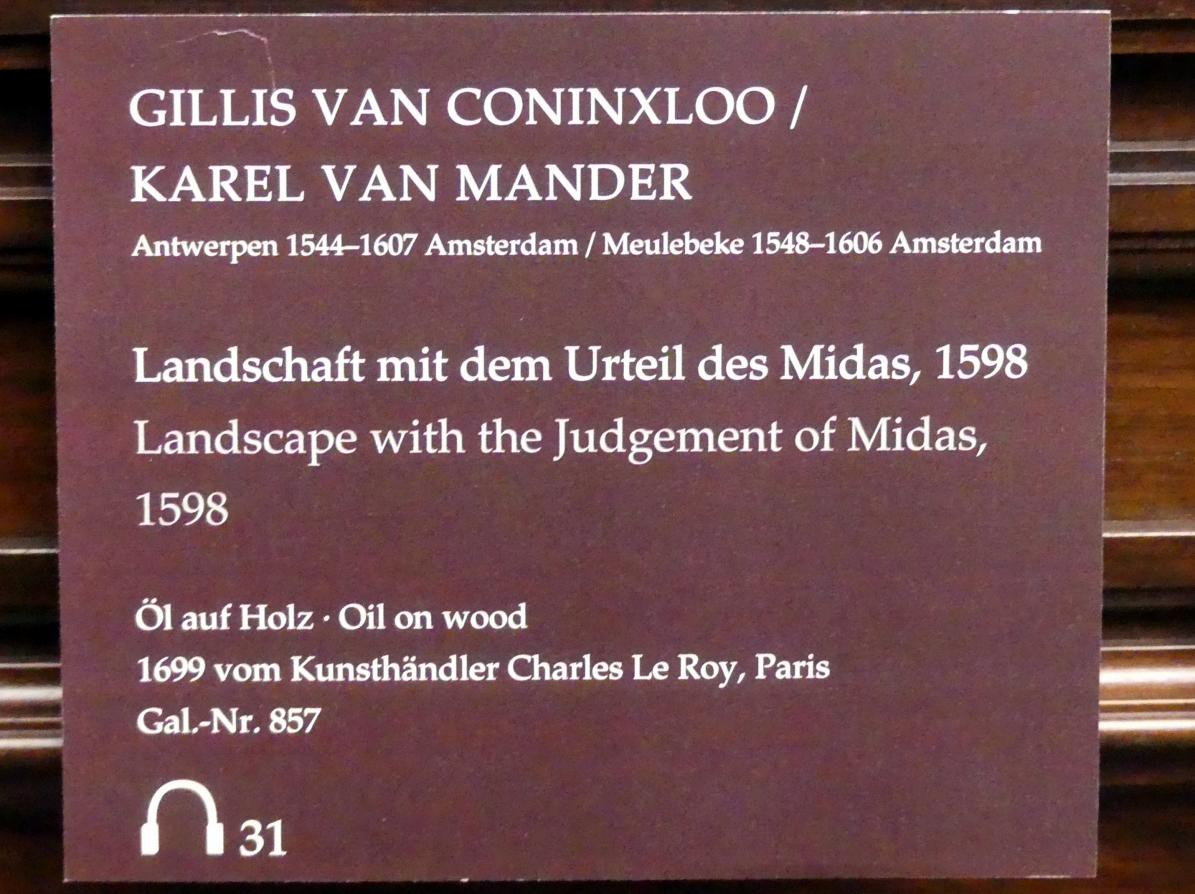 GILLIS VAN CONINXLOO /
KAREL VAN MANDER
Antwerpen 1544–1607 Amsterdam / Meulebeke 1548–1606 Amsterdam
Landschaft mit dem Urteil des Midas, 1598
Landscape with the Judgement of Midas,
1598
Öl auf Holz · Oil on wood
1699 vom Kunsthändler Charles Le Roy, Paris
Gal.-Nr. 857
31